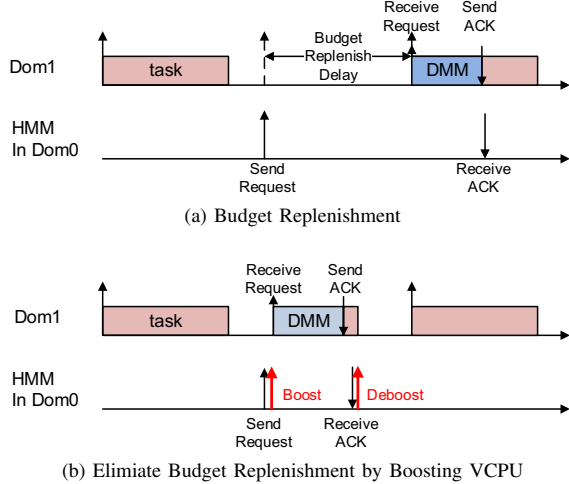 Receive
Request
Send
ACK
Budget
Replenish
Delay
Dom1
task
DMM
HMM
In Dom0
Send
Request
Receive
ACK
(a) Budget Replenishment
Receive
Request
Send
ACK
Dom1
task
DMM
HMM
In Dom0
Boost
Deboost
Send
Request
Receive
ACK
(b) Elimiate Budget Replenishment by Boosting VCPU